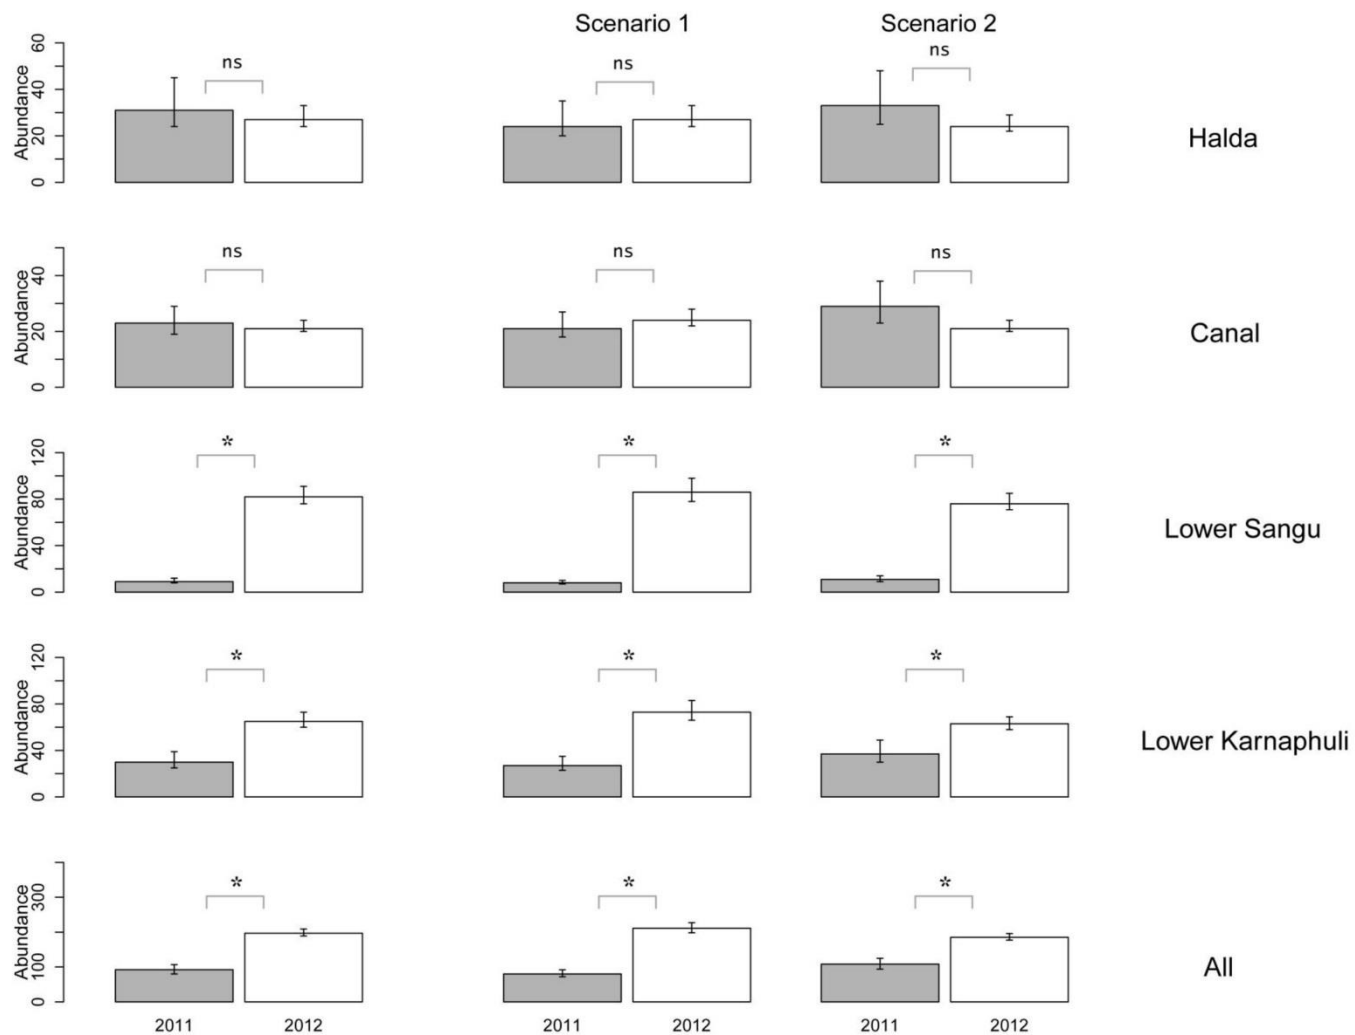 Scenario 1 Scenario 2
60
40
20
0
Abundance
ns ns ns
Halda
40
20
0
Abundance
ns ns ns
Canal
120
80
40
0
Abundance
* * *
Lower Sangu
120
80
40
0
Abundance
* * *
Lower Karnaphuli
300
100
0
Abundance
* * *
All
2011 2012 2011 2012 2011 2012